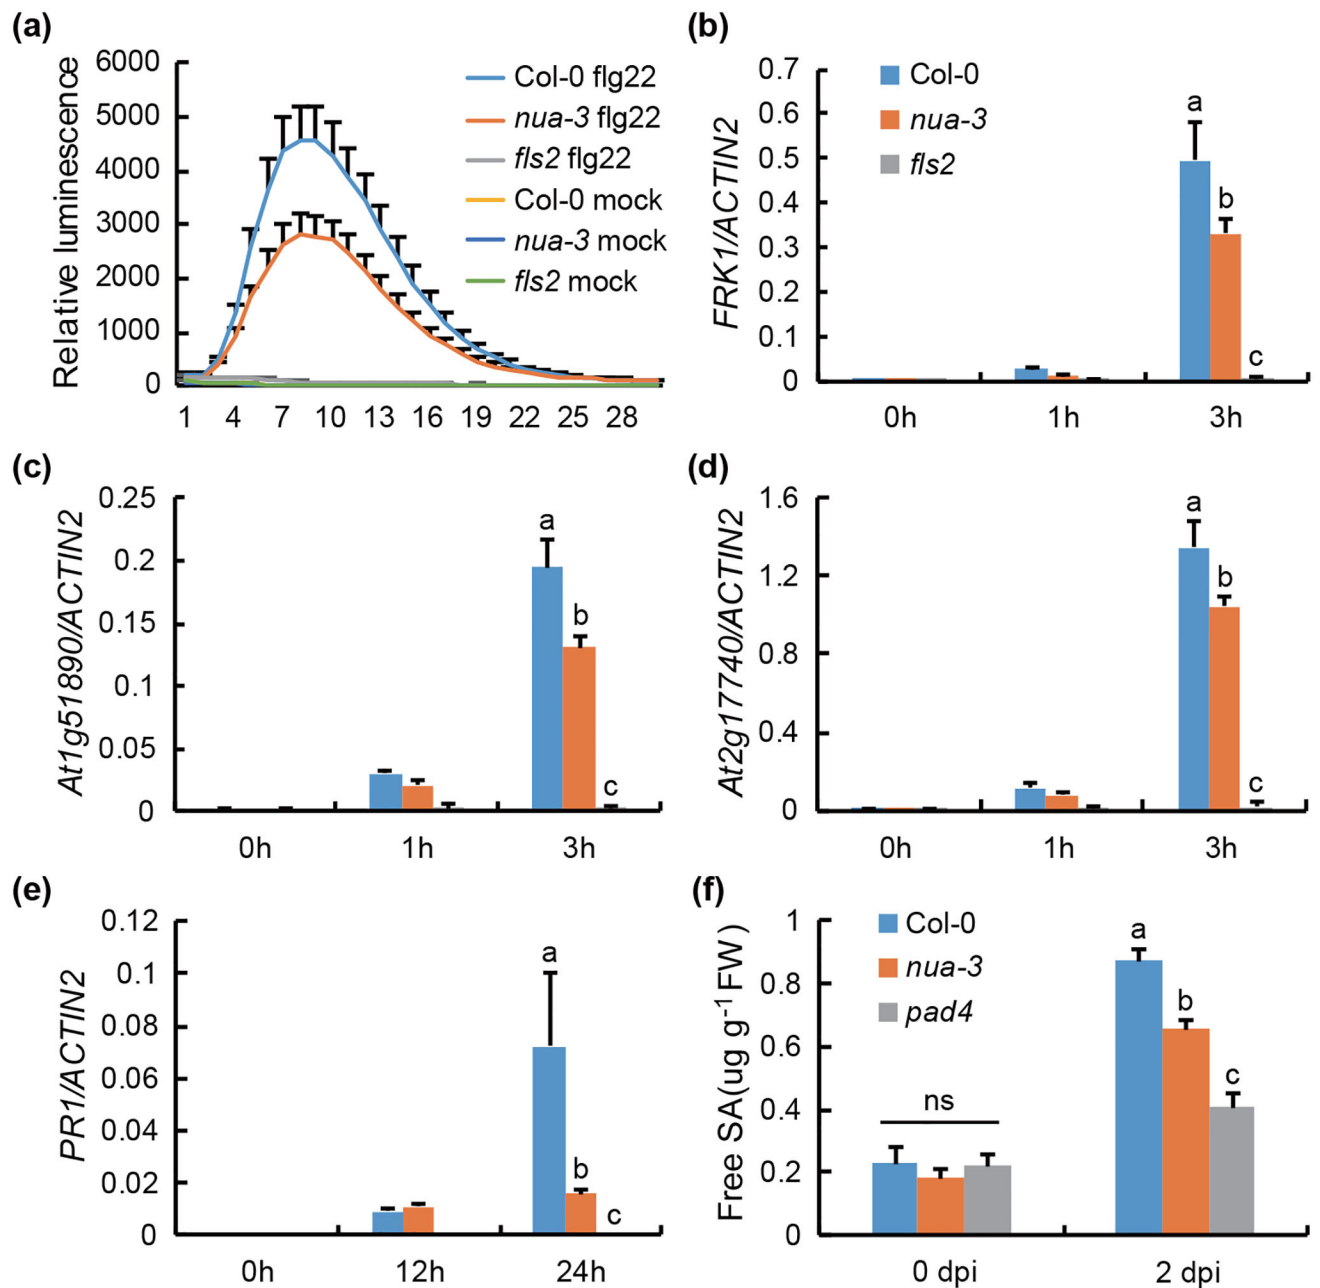 (a)
Relative luminescence
6000
5000
4000
3000
2000
1000
0
1 4 7 10 13 16 19 22 25 28
Col-0 flg22
nua-3 flg22
fls2 flg22
Col-0 mock
nua-3 mock
fls2 mock
(b)
FRK1/ACTIN2
0.7
0.6
0.5
0.4
0.3
0.2
0.1
0
Col-0
nua-3
fls2
a
b
c
0h 1h 3h
(c)
At1g51890/ACTIN2
0.25
0.2
0.15
0.1
0.05
0
a
b
c
0h 1h 3h
(d)
At2g17740/ACTIN2
1.6
1.2
0.8
0.4
0
a
b
c
0h 1h 3h
(e)
PR1/ACTIN2
0.12
0.1
0.08
0.06
0.04
0.02
0
a
b
c
0h 12h 24h
(f)
Free SA(ug g⁻¹ FW)
1
0.8
0.6
0.4
0.2
0
Col-0
nua-3
pad4
ns
a
b
c
0 dpi 2 dpi